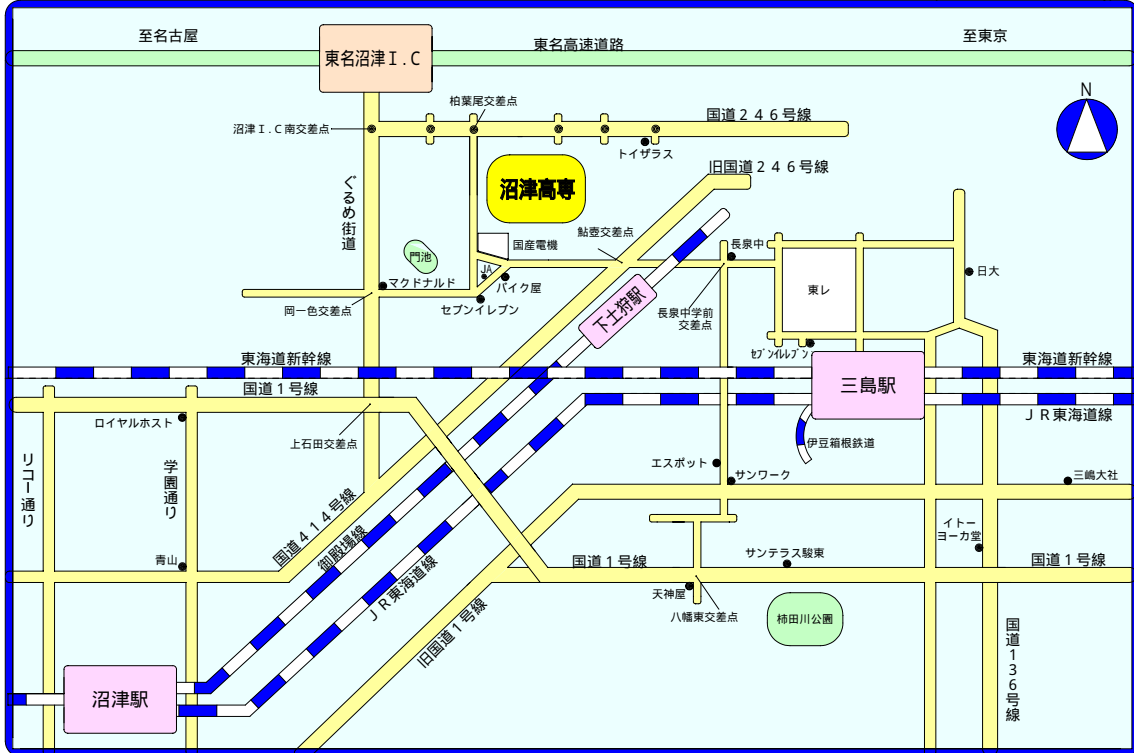 至名古屋
東名沼津Ｉ.Ｃ
東名高速道路
至東京
N
柏葉尾交差点
沼津Ｉ.Ｃ南交差点
国道２４６号線
トイザラス
旧国道２４６号線
沼津高専
ぐるめ街道
鮎壺交差点
国産電機
長泉中
門池
JA
バイク屋
マクドナルド
セブンイレブン
岡一色交差点
下土狩駅
長泉中学前
交差点
東レ
日大
セブンイレブン
東海道新幹線
東海道新幹線
三島駅
国道１号線
ＪＲ東海道線
ロイヤルホスト
上石田交差点
伊豆箱根鉄道
リコー通り
学園通り
エスポット
サンワーク
三嶋大社
国道４１４号線
御殿場線
イトー
ヨーカ堂
青山
ＪＲ東海道線
国道１号線
サンテラス駿東
国道１号線
天神屋
八幡東交差点
柿田川公園
旧国道１号線
国道136号線
沼津駅